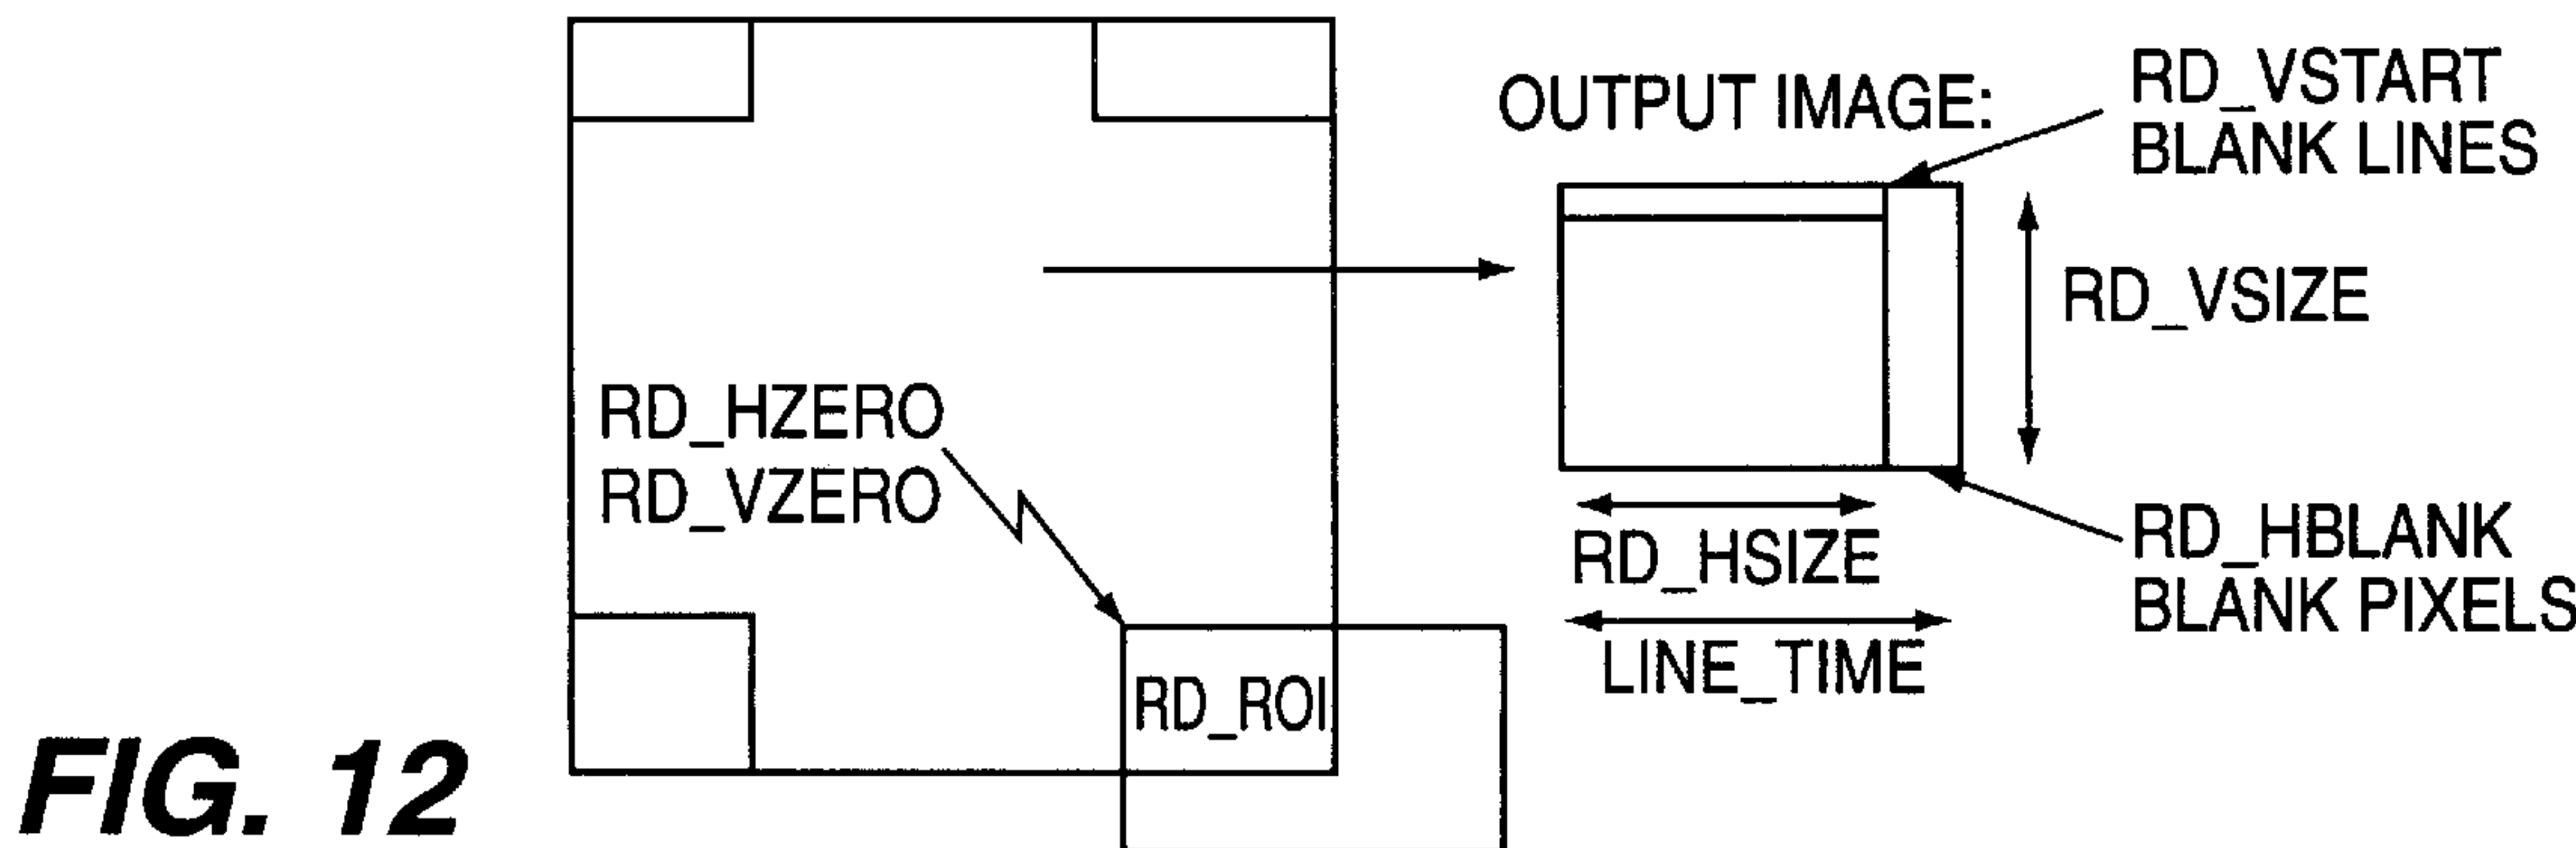 OUTPUT IMAGE:
RD_VSTART
BLANK LINES
RD_VSIZE
RD_HZERO
RD_VZERO
RD_HSIZE
LINE_TIME
RD_HBLANK
BLANK PIXELS
RD_ROI
FIG. 12